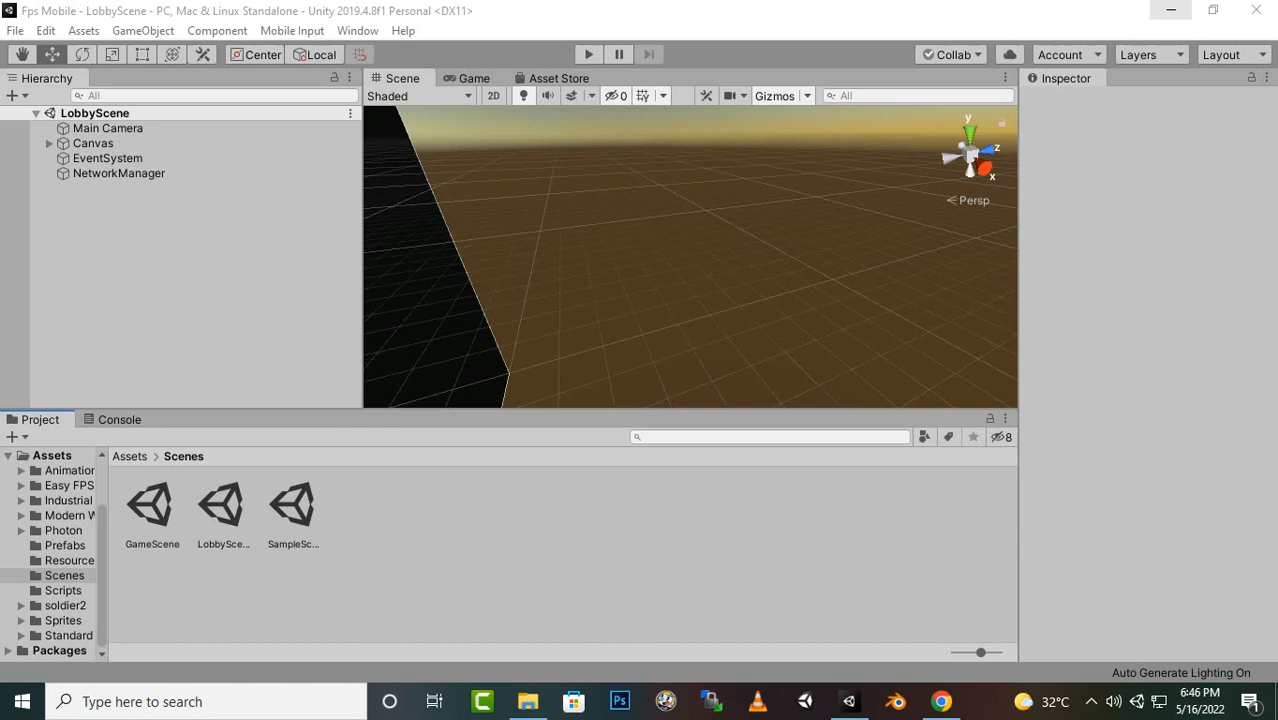 Fps Mobile - LobbyScene - PC, Mac & Linux Standalone - Unity 2019.4.8f1 Personal <DX11>
File Edit Assets GameObject Component Mobile Input Window Help
Center Local Collab Account Layers Layout
Hierarchy Scene Game Asset Store Inspector
All Shaded 2D 0 Gizmos All
LobbyScene
Main Camera
Canvas
EventSystem
NetworkManager
y
z
x
Persp
Project Console
8
Assets
Animation
Easy FPS
Industrial
Modern W
Photon
Prefabs
Resource
Scenes
Scripts
soldier2
Sprites
Standard
Packages
Assets > Scenes
GameScene LobbySce... SampleSc...
Auto Generate Lighting On
Type here to search
Ps
32°C
6:46 PM
5/16/2022
1